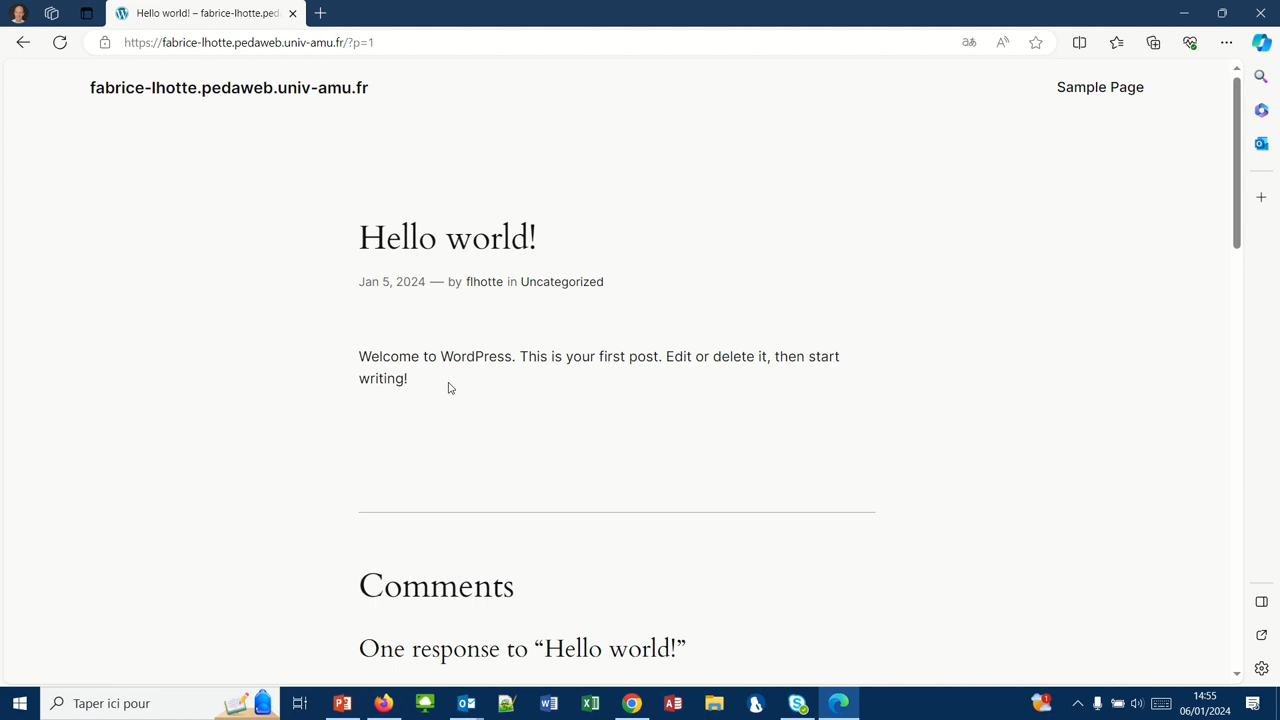 Hello world! – fabrice-lhotte.ped
https://fabrice-lhotte.pedaweb.univ-amu.fr/?p=1
fabrice-lhotte.pedaweb.univ-amu.fr
Sample Page
Hello world!
Jan 5, 2024 — by flhotte in Uncategorized
Welcome to WordPress. This is your first post. Edit or delete it, then start
writing!
Comments
One response to “Hello world!”
Taper ici pour
14:55
06/01/2024